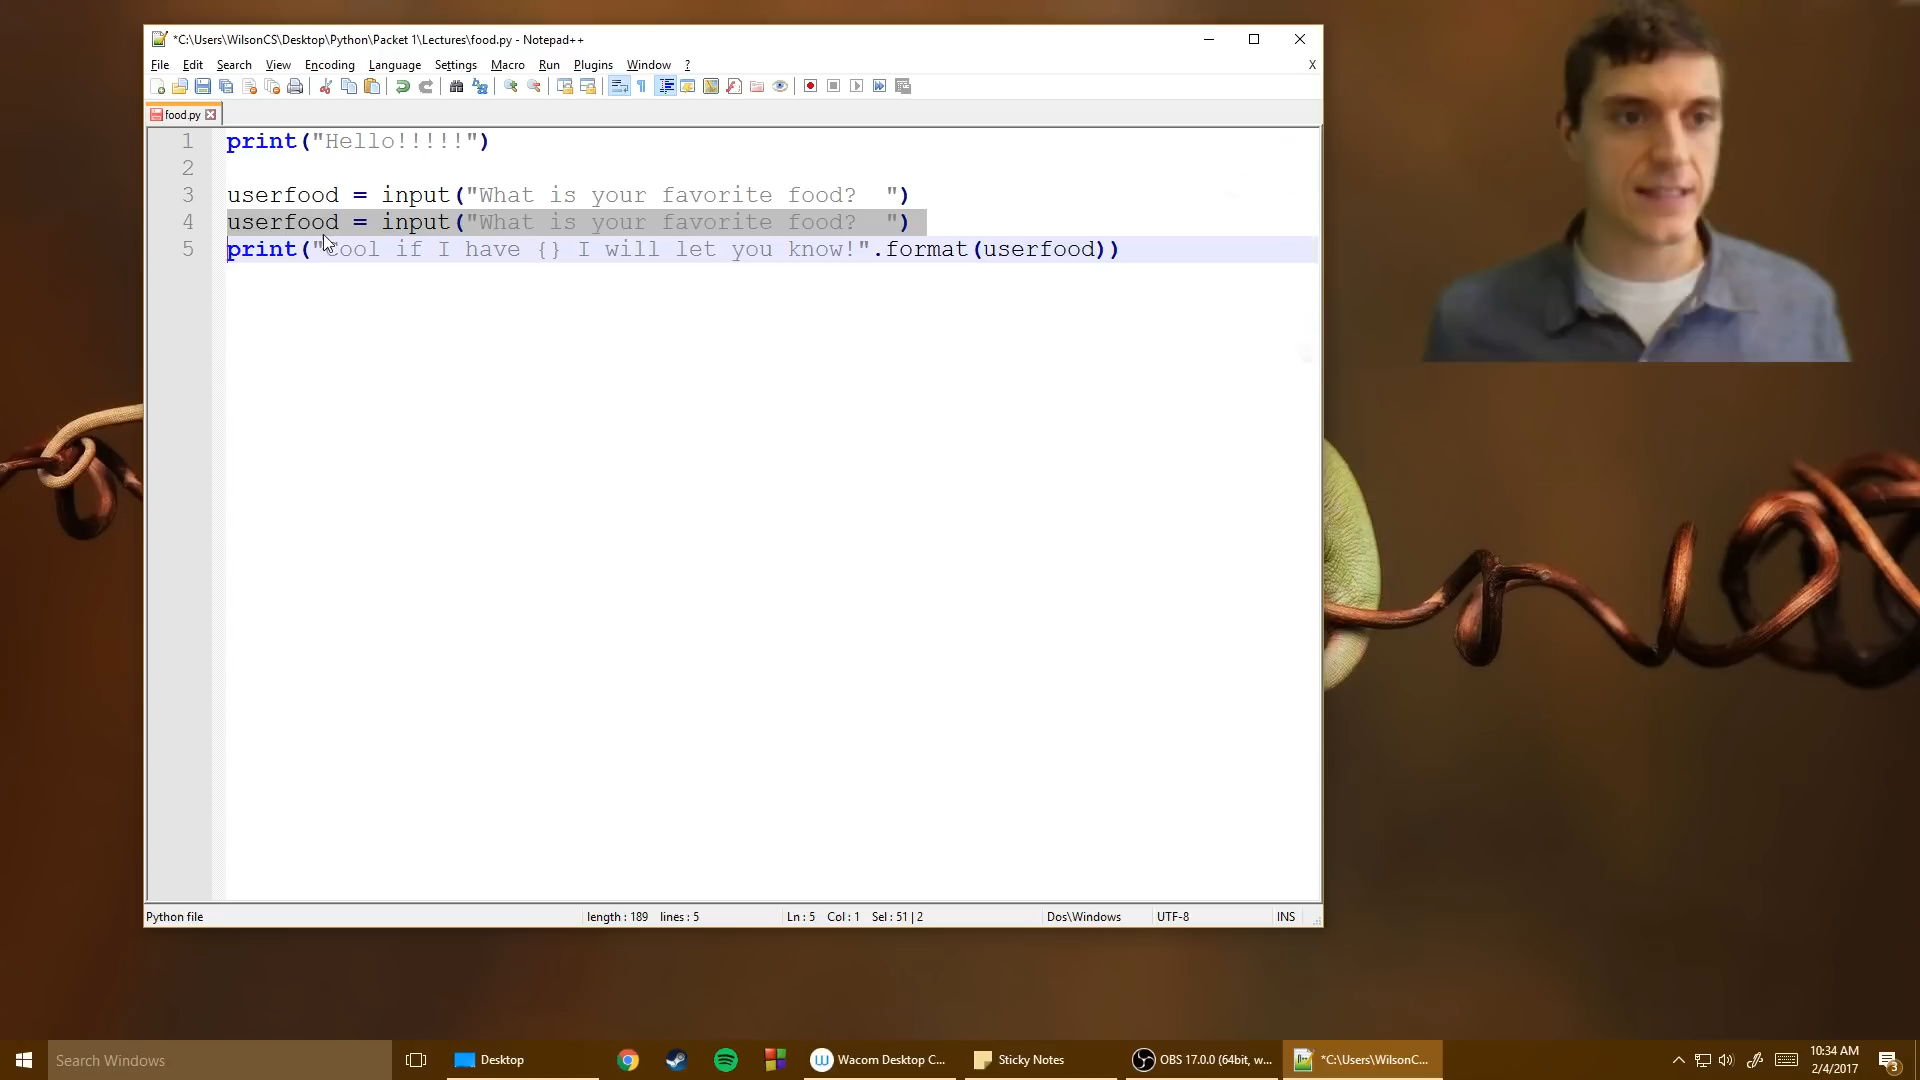 *C:\Users\WilsonCS\Desktop\Python\Packet 1\Lectures\food.py - Notepad++
File Edit Search View Encoding Language Settings Macro Run Plugins Window ? X
food.py
1 print("Hello!!!!!")
2
3 userfood = input("What is your favorite food?  ")
4 userfood = input("What is your favorite food?  ")
5 print("Cool if I have {} I will let you know!".format(userfood))
Python file length : 189 lines : 5 Ln : 5 Col : 1 Sel : 51 | 2 Dos\Windows UTF-8 INS
Search Windows Desktop Wacom Desktop C... Sticky Notes OBS 17.0.0 (64bit, w... *C:\Users\WilsonC... 10:34 AM
2/4/2017 3